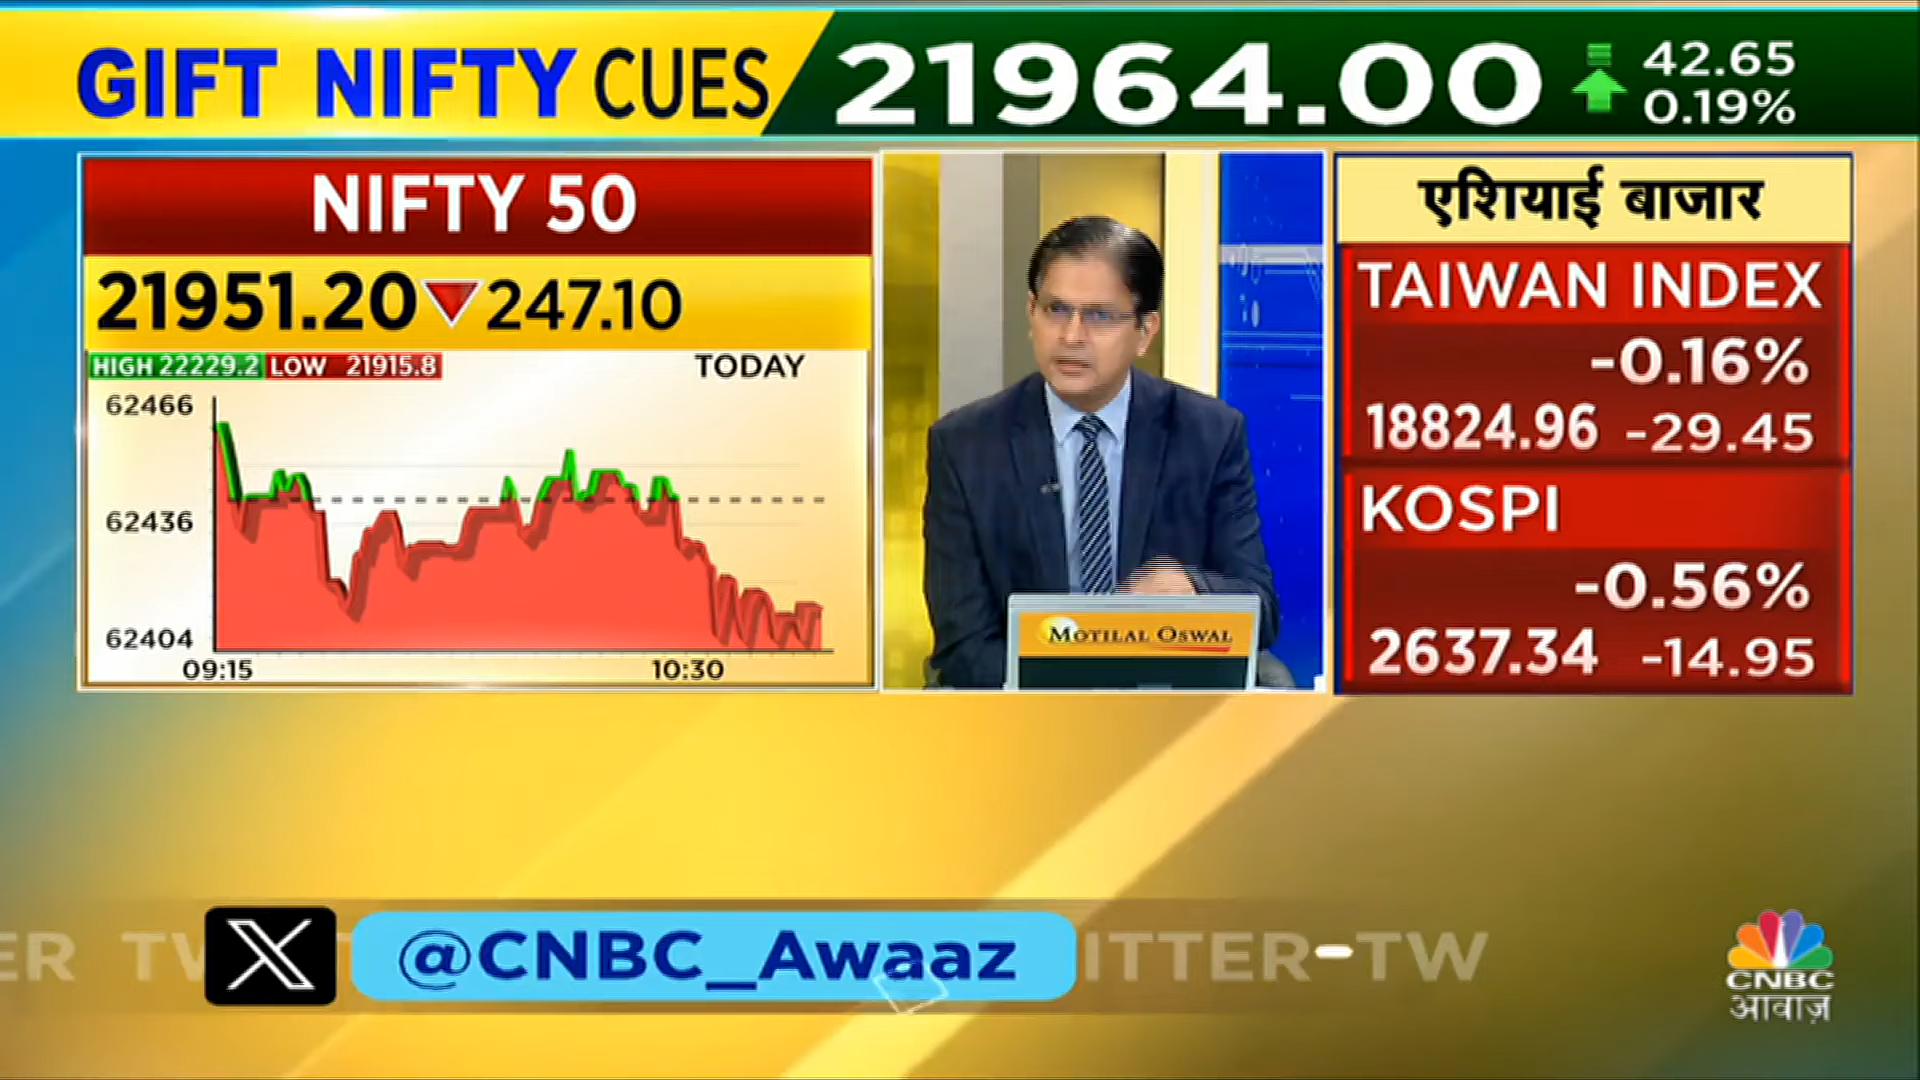 GIFT NIFTY CUES
21964.00
42.65
0.19%
NIFTY 50
21951.20 247.10
HIGH 22229.2 LOW 21915.8
TODAY
62466
62436
62404
09:15
10:30
MOTILAL OSWAL
एशियाई बाजार
TAIWAN INDEX
-0.16%
18824.96 -29.45
KOSPI
-0.56%
2637.34 -14.95
ER TW
X
@CNBC_Awaaz
ITTER-TW
CNBC
आवाज़